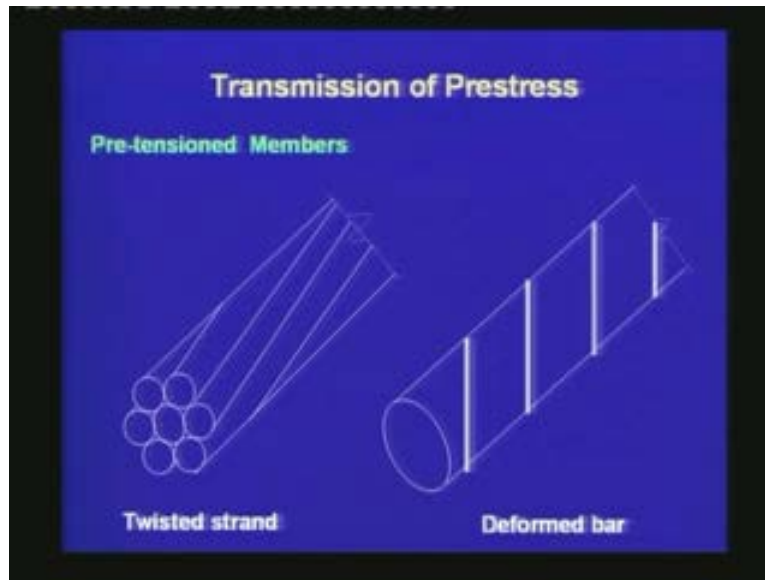 Transmission of Prestress
Pre-tensioned Members
Twisted strand
Deformed bar